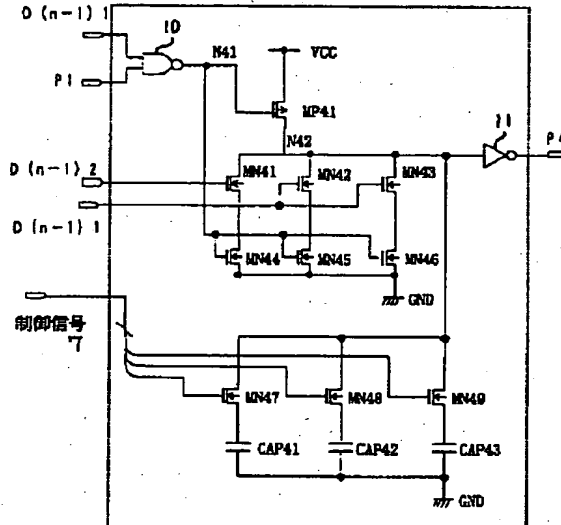 D(n-1)1
10
P1
N41
VCC
MP41
N42
11
P4
D(n-1)2
MN41
MN42
MN43
D(n-1)1
MN44
MN45
MN46
GND
制御信号
7
MN47
MN48
MN49
CAP41
CAP42
CAP43
GND